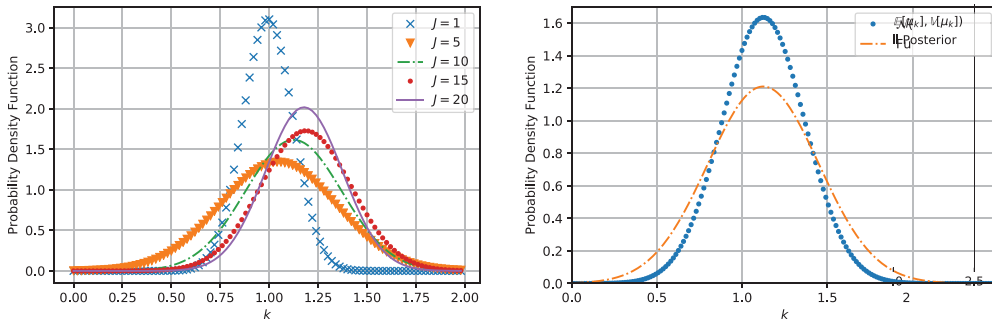 Probability Density Function
3.0
2.5
2.0
1.5
1.0
0.5
0.0
0.00 0.25 0.50 0.75 1.00 1.25 1.50 1.75 2.00
k
J = 1
J = 5
J = 10
J = 15
J = 20
Probability Density Function
1.6
1.4
1.2
1.0
0.8
0.6
0.4
0.2
0.0
0.0 0.5 1.0 1.5 2 2.5
k
[μk], 𝕍[μk])
Posterior